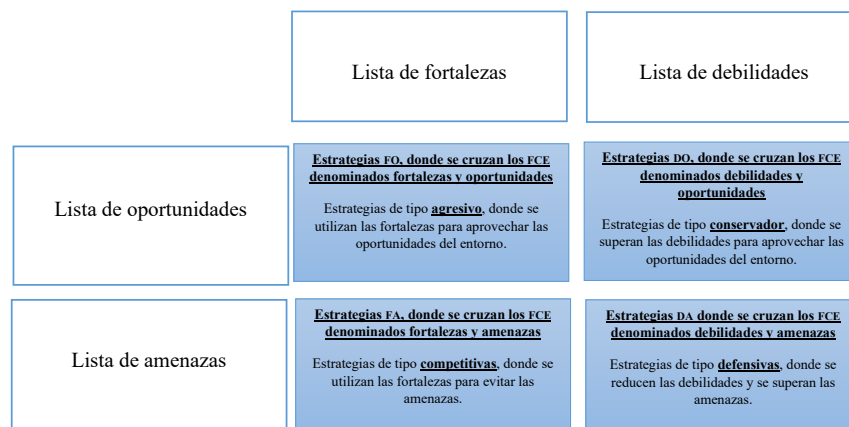 Lista de fortalezas
Lista de debilidades
Lista de oportunidades
Estrategias FO, donde se cruzan los FCE
denominados fortalezas y oportunidades
Estrategias de tipo agresivo, donde se
utilizan las fortalezas para aprovechar las
oportunidades del entorno.
Estrategias DO, donde se cruzan los FCE
denominados debilidades y
oportunidades
Estrategias de tipo conservador, donde se
superan las debilidades para aprovechar las
oportunidades del entorno.
Lista de amenazas
Estrategias FA, donde se cruzan los FCE
denominados fortalezas y amenazas
Estrategias de tipo competitivas, donde se
utilizan las fortalezas para evitar las
amenazas.
Estrategias DA donde se cruzan los FCE
denominados debilidades y amenazas
Estrategias de tipo defensivas, donde se
reducen las debilidades y se superan las
amenazas.